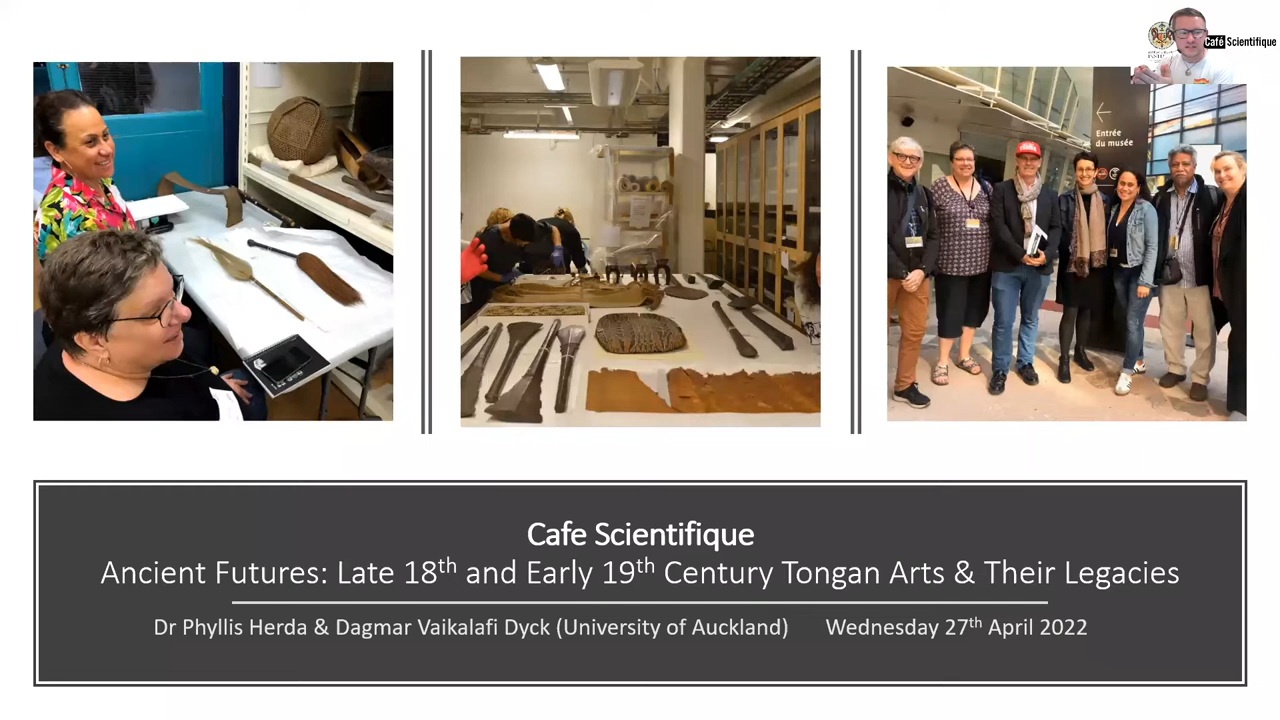 Café Scientifique
Entrée
du musée
Cafe Scientifique
Ancient Futures: Late 18th and Early 19th Century Tongan Arts & Their Legacies
Dr Phyllis Herda & Dagmar Vaikalafi Dyck (University of Auckland) Wednesday 27th April 2022